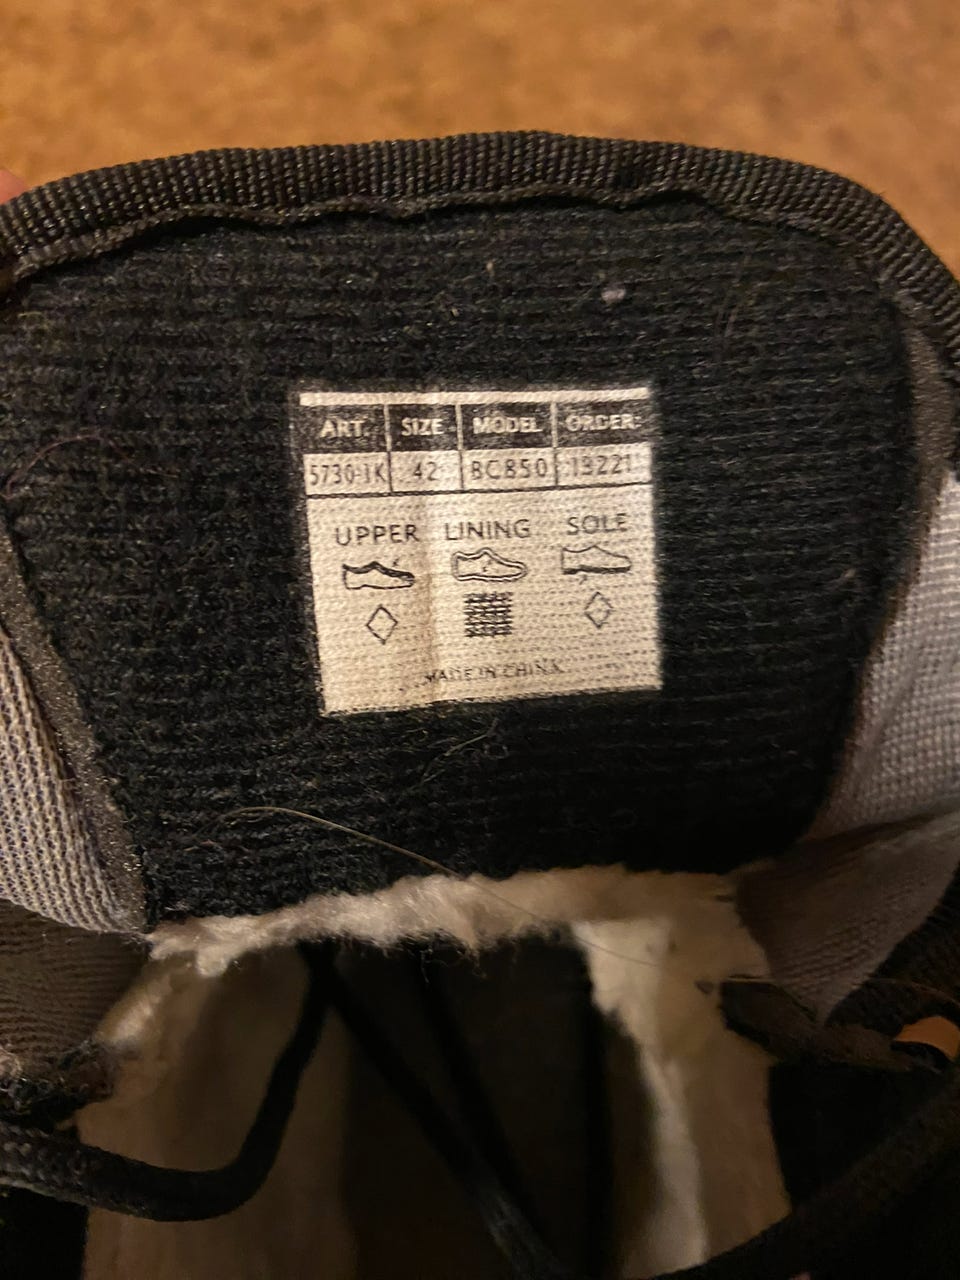 ART. SIZE MODEL ORDER:
5730-1K 42 BC850 13221
UPPER LINING SOLE
MADE IN CHINA